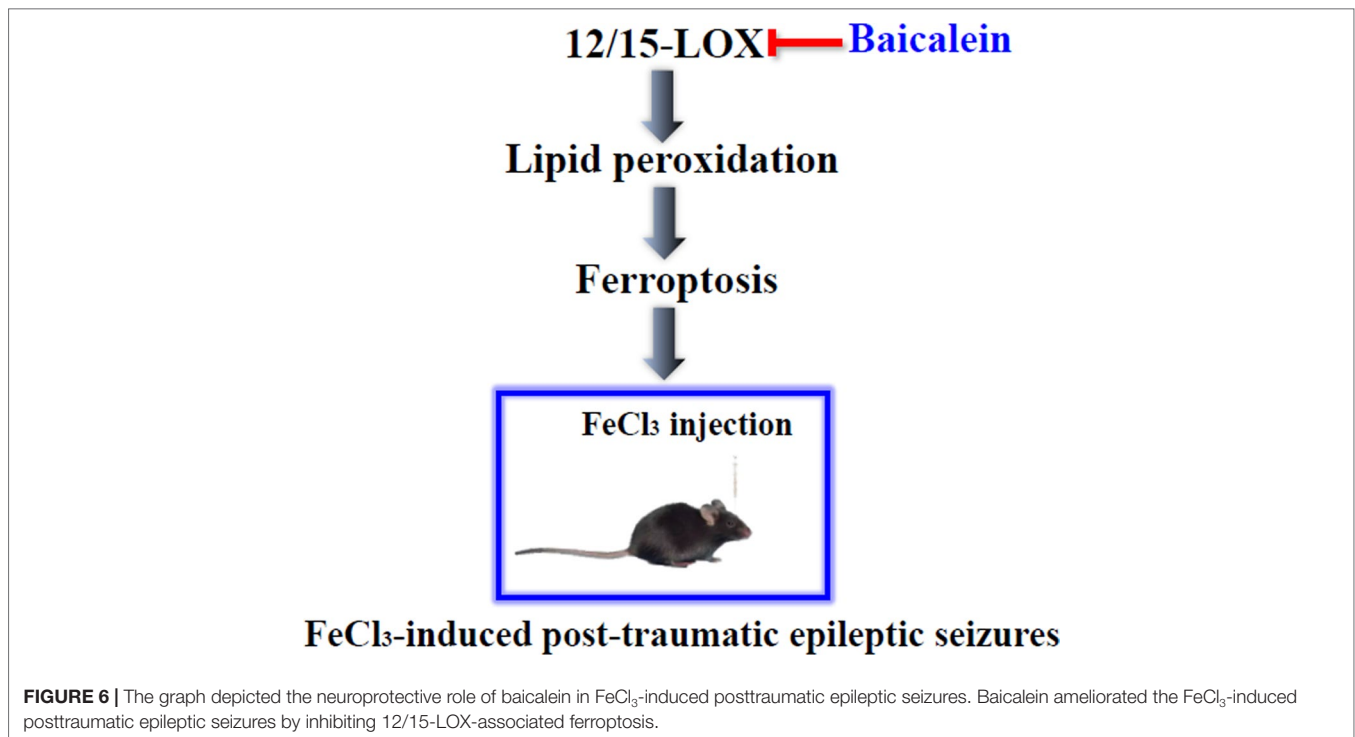 12/15-LOX Baicalein
Lipid peroxidation
Ferroptosis
FeCl₃ injection
FeCl₃-induced post-traumatic epileptic seizures
FIGURE 6 | The graph depicted the neuroprotective role of baicalein in FeCl₃-induced posttraumatic epileptic seizures. Baicalein ameliorated the FeCl₃-induced
posttraumatic epileptic seizures by inhibiting 12/15-LOX-associated ferroptosis.